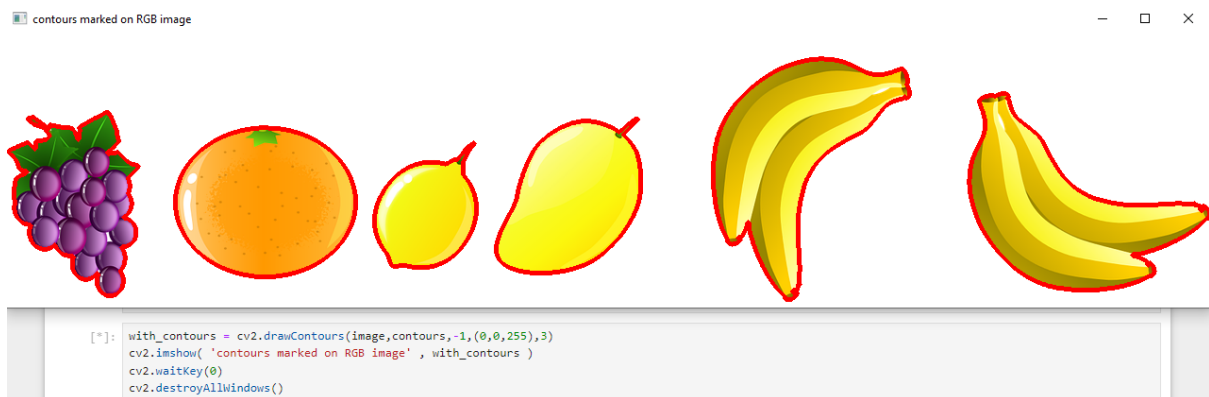 contours marked on RGB image
[*]: with_contours = cv2.drawContours(image,contours,-1,(0,0,255),3)
cv2.imshow( 'contours marked on RGB image' , with_contours )
cv2.waitKey(0)
cv2.destroyAllWindows()